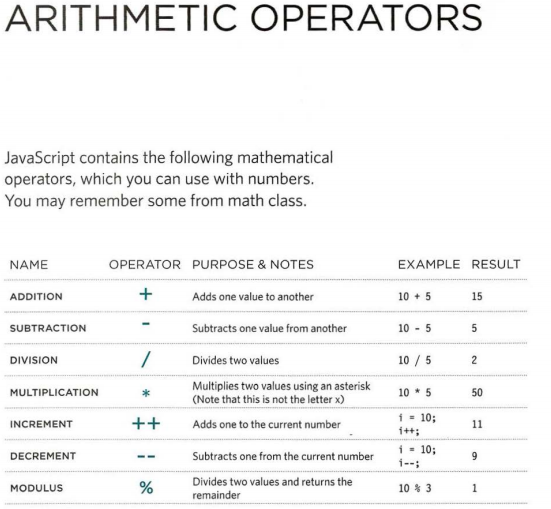 ARITHMETIC OPERATORS
JavaScript contains the following mathematical
operators, which you can use with numbers.
You may remember some from math class.
NAME OPERATOR PURPOSE & NOTES EXAMPLE RESULT
ADDITION + Adds one value to another 10 + 5 15
SUBTRACTION - Subtracts one value from another 10 - 5 5
DIVISION / Divides two values 10 / 5 2
MULTIPLICATION * Multiplies two values using an asterisk
(Note that this is not the letter x) 10 * 5 50
INCREMENT ++ Adds one to the current number i = 10;
i++; 11
DECREMENT -- Subtracts one from the current number i = 10;
i--; 9
MODULUS % Divides two values and returns the
remainder 10 % 3 1